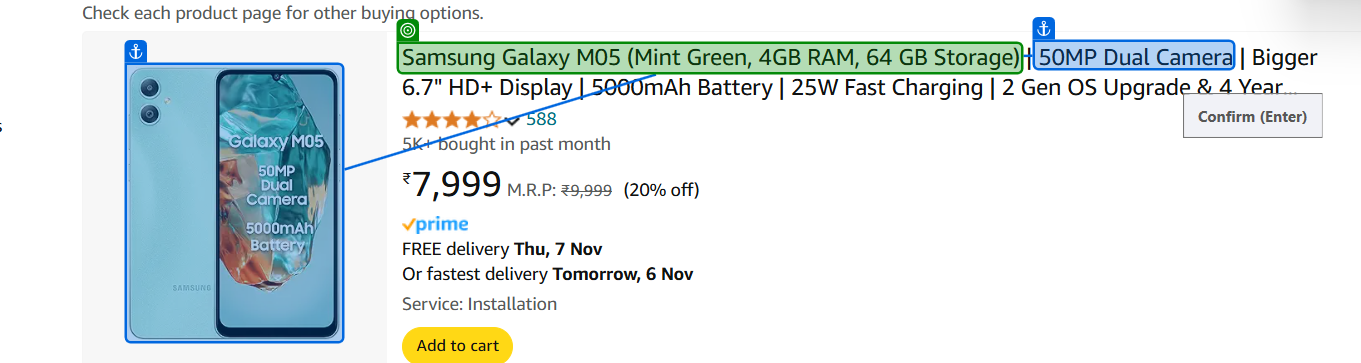 Check each product page for other buying options.
Samsung Galaxy M05 (Mint Green, 4GB RAM, 64 GB Storage) | 50MP Dual Camera | Bigger
6.7" HD+ Display | 5000mAh Battery | 25W Fast Charging | 2 Gen OS Upgrade & 4 Year...
Confirm (Enter)
588
5K+ bought in past month
₹7,999 M.R.P: ₹9,999 (20% off)
prime
FREE delivery Thu, 7 Nov
Or fastest delivery Tomorrow, 6 Nov
Service: Installation
Add to cart
Galaxy M05
50MP
Dual
Camera
5000mAh
Battery
SAMSUNG